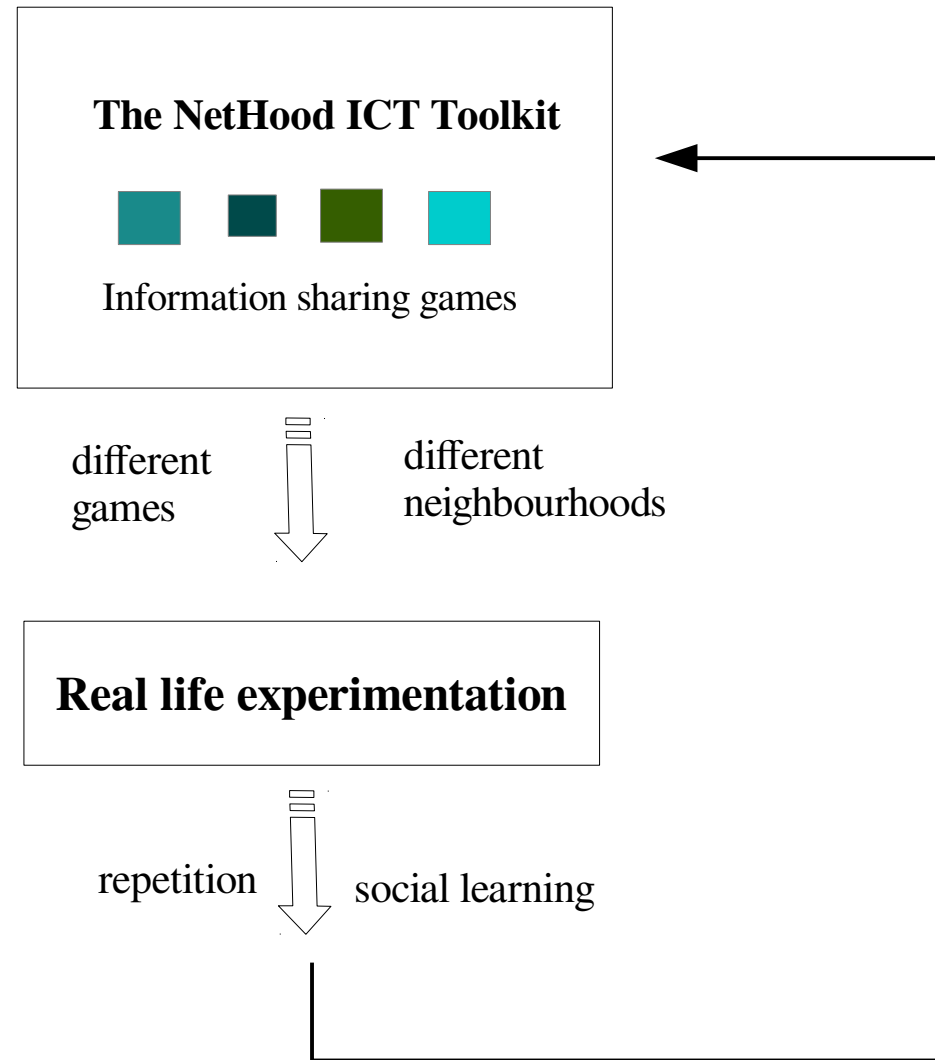 The NetHood ICT Toolkit
Information sharing games
different
games
different
neighbourhoods
Real life experimentation
repetition
social learning